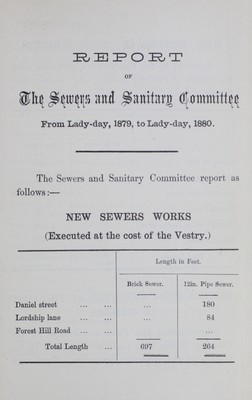 REPORT
OF
The Sewers and Sanitary Committee
From Lady-day, 1879, to Lady-day, 1880.
The Sewers and Sanitary Committee report as
follows:—
NEW SEWERS WORKS
(Executed at the cost of the Vestry.)
Length in Feet.
Brick Sewer. 12in. Pipe Sewer.
Daniel street ... ... ... 180
Lordship lane ... ... ... 84
Forest Hill Road ... ... ...
Total Length ... 697 264